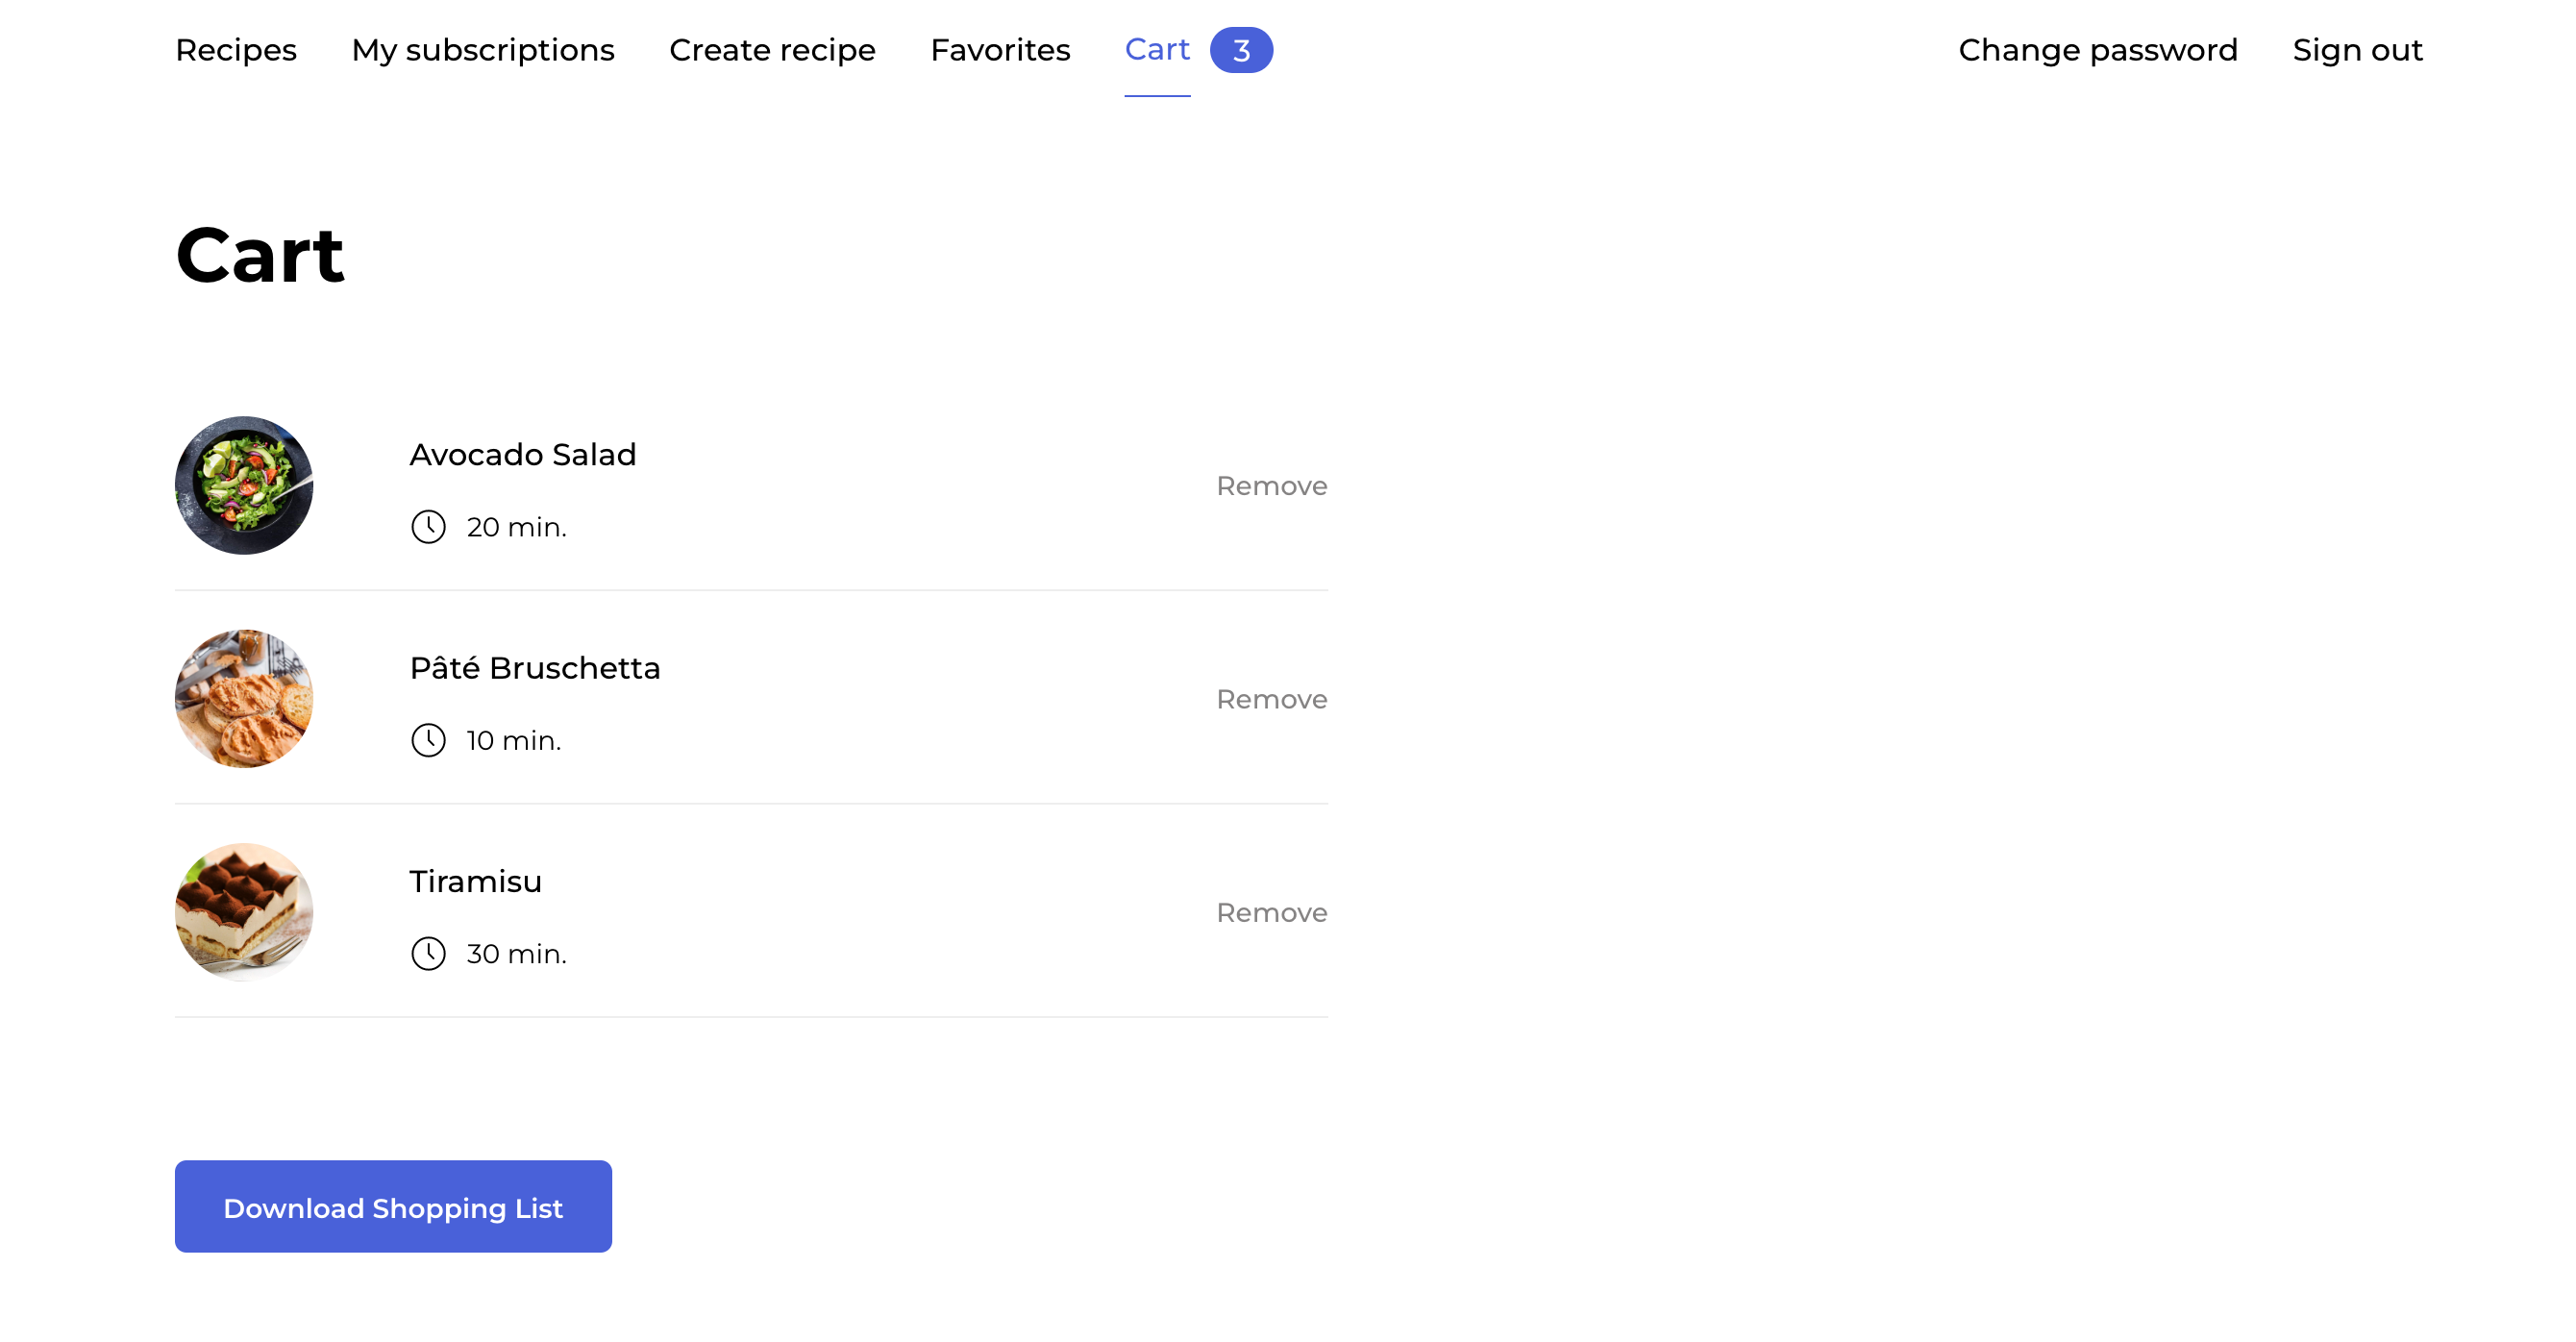 Recipes My subscriptions Create recipe Favorites Cart 3 Change password Sign out
Cart
Avocado Salad
Remove
20 min.
Pâté Bruschetta
Remove
10 min.
Tiramisu
Remove
30 min.
Download Shopping List